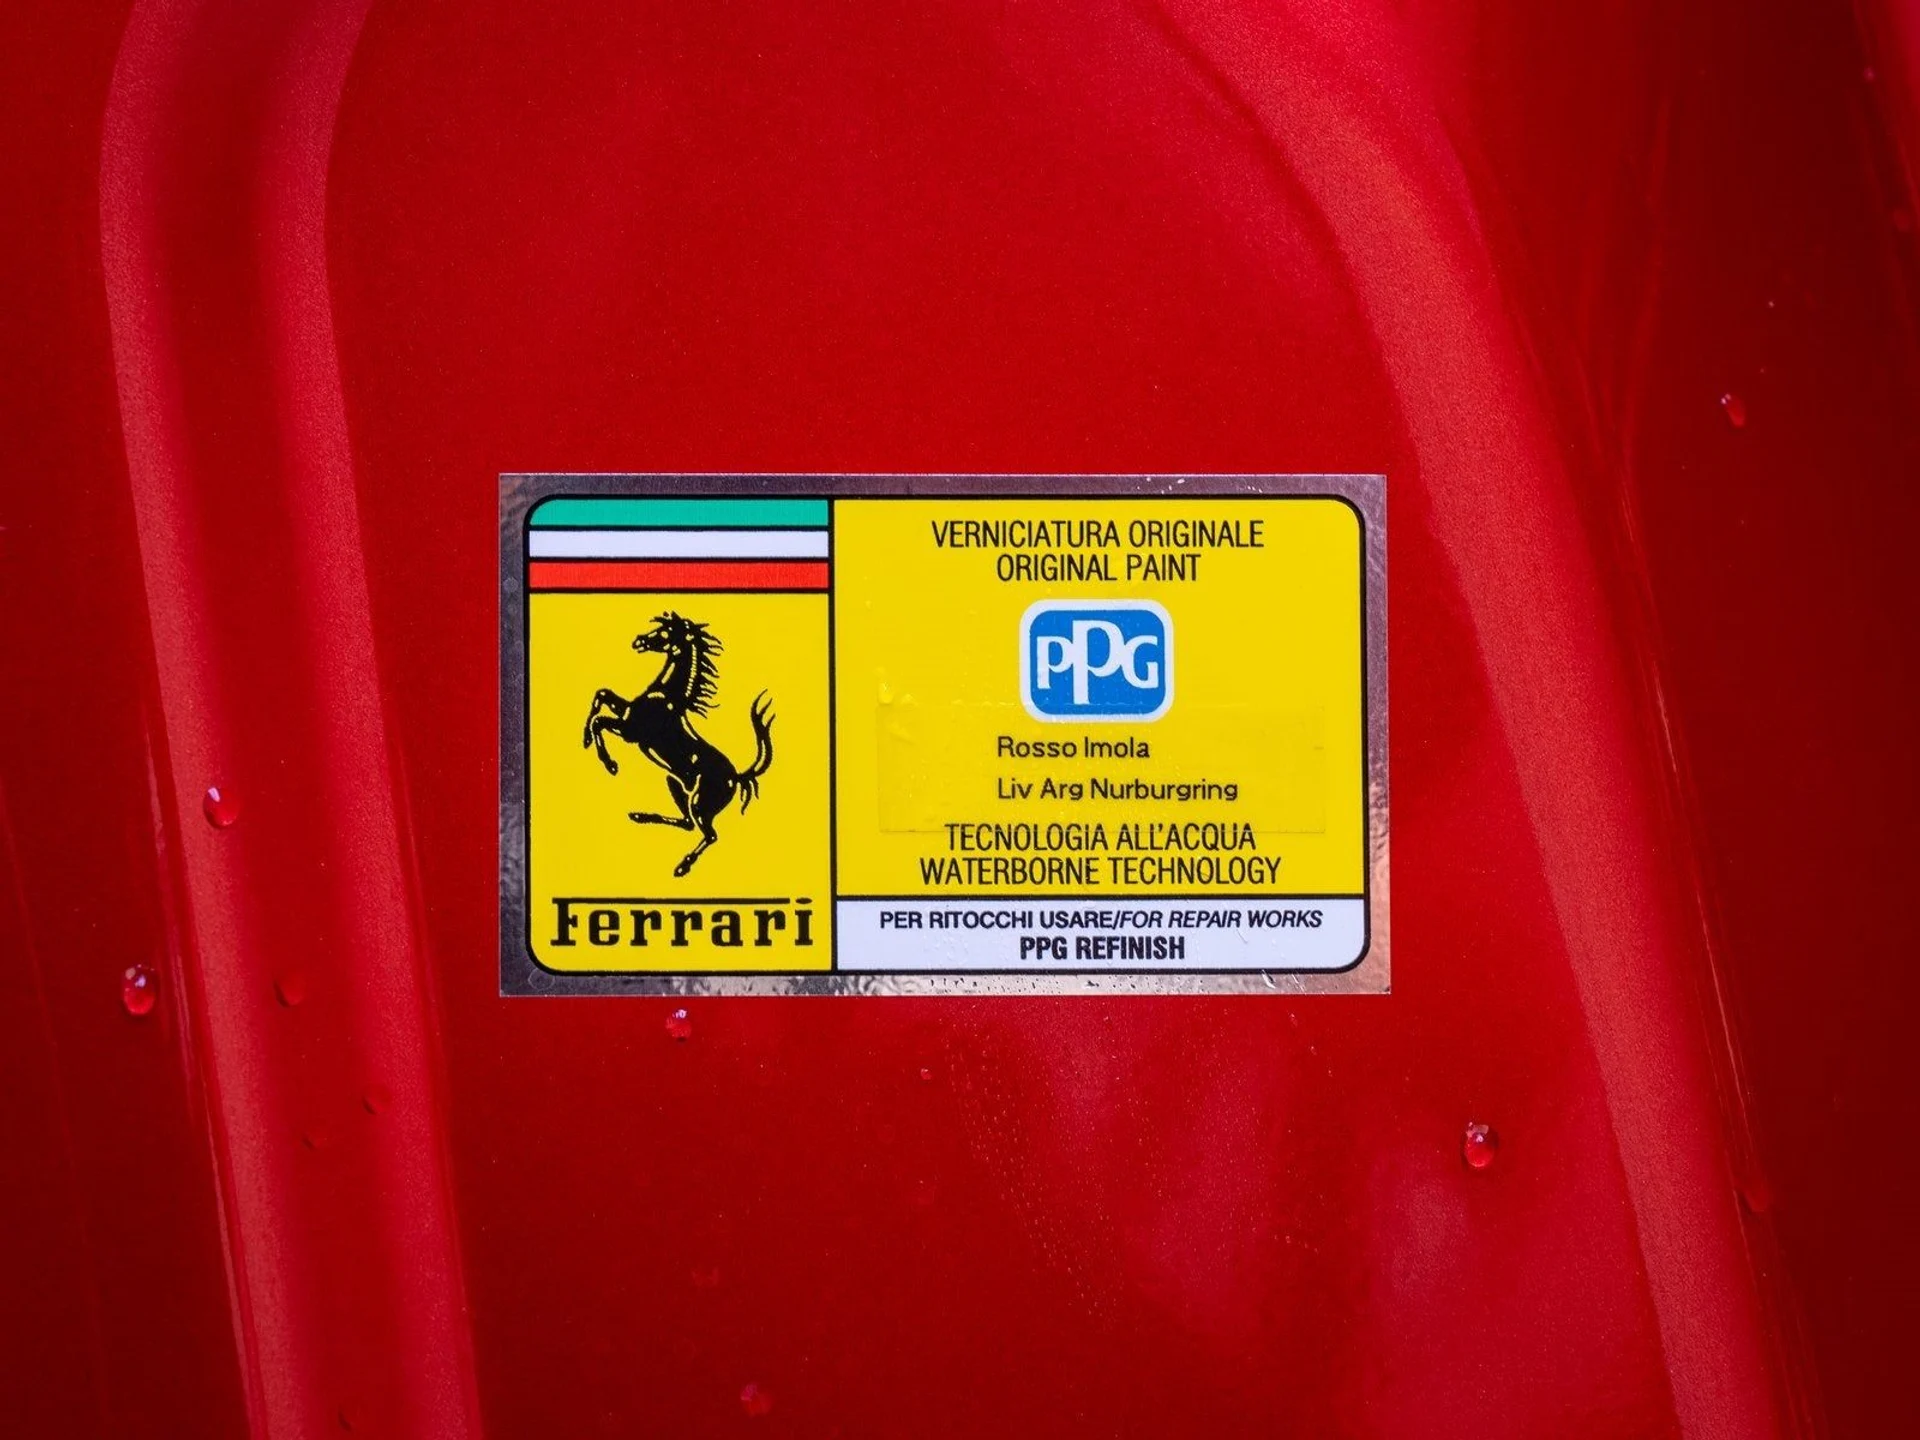 VERNICIATURA ORIGINALE
ORIGINAL PAINT
PPG
Rosso Imola
Liv Arg Nurburgring
TECNOLOGIA ALL'ACQUA
WATERBORNE TECHNOLOGY
Ferrari
PER RITOCCHI USARE/FOR REPAIR WORKS
PPG REFINISH